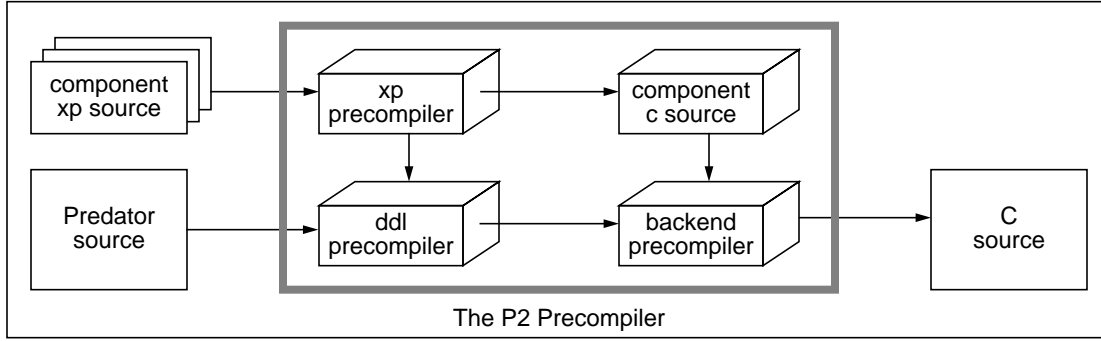 component
xp source
xp
precompiler
component
c source
Predator
source
ddl
precompiler
backend
precompiler
C
source
The P2 Precompiler